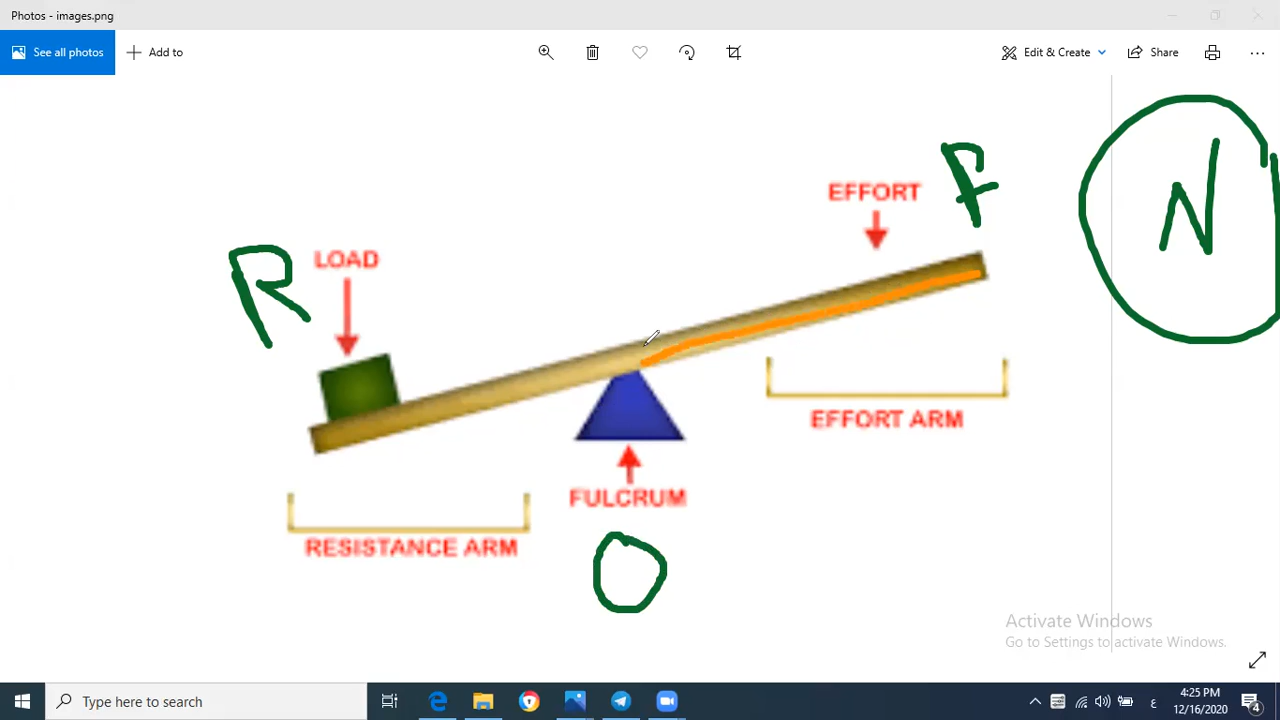 Photos - images.png
See all photos
Add to
Edit & Create
Share
F
N
EFFORT
R
LOAD
EFFORT ARM
FULCRUM
RESISTANCE ARM
O
Activate Windows
Go to Settings to activate Windows.
Type here to search
ع
4:25 PM
12/16/2020
4